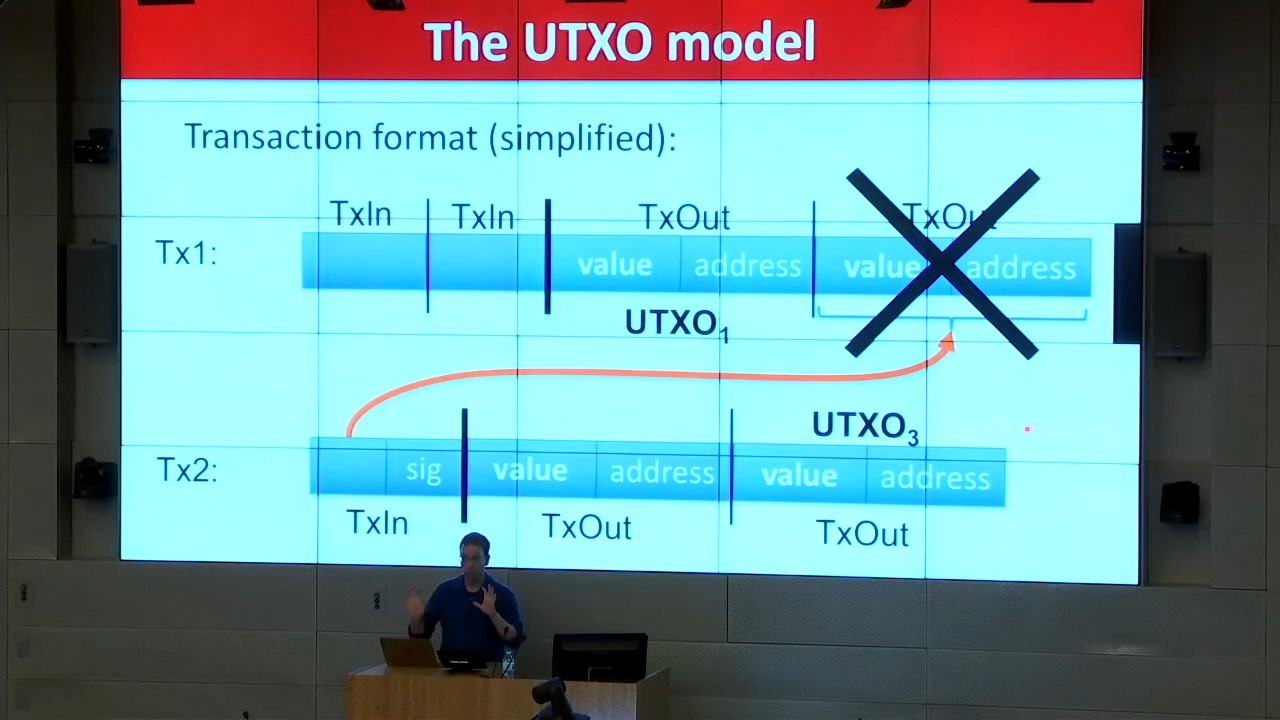 The UTXO model
Transaction format (simplified):
TxIn TxIn TxOut TxOut
Tx1: value address value address
UTXO1
UTXO3
Tx2: sig value address value address
TxIn TxOut TxOut